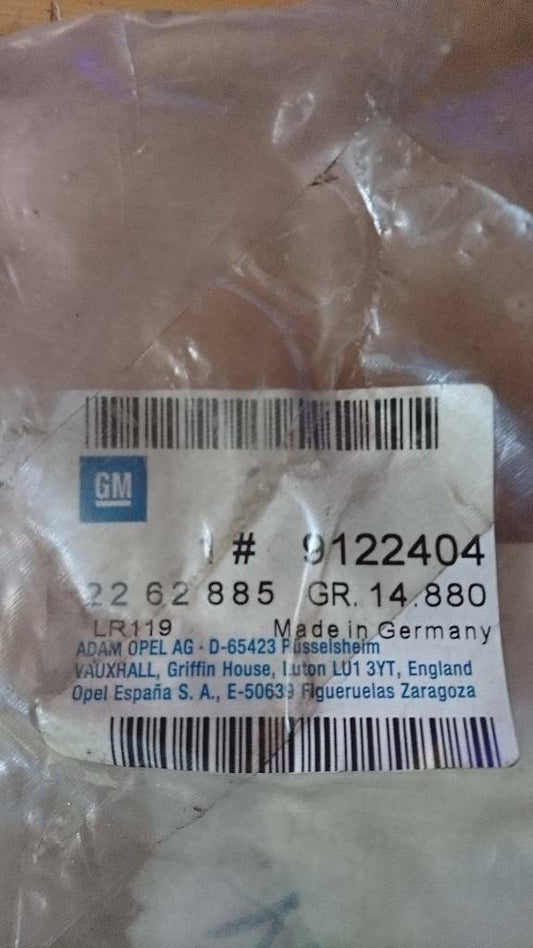 GM
1 # 9122404
22 62 885 GR. 14.880
LR119 Made in Germany
ADAM OPEL AG · D-65423 Rüsselsheim
VAUXHALL, Griffin House, Luton LU1 3YT, England
Opel España S. A., E-50639 Figueruelas Zaragoza